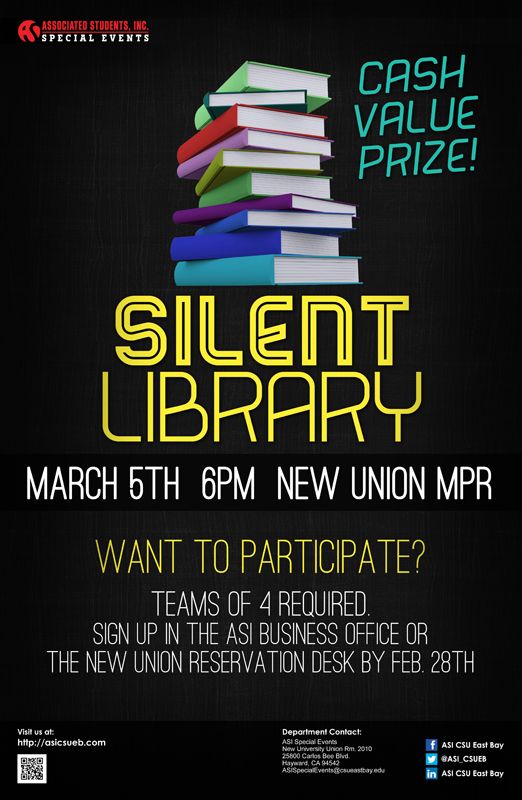 ASSOCIATED STUDENTS, INC.
SPECIAL EVENTS
CASH
VALUE
PRIZE!
SILENT
LIBRARY
MARCH 5TH 6PM NEW UNION MPR
WANT TO PARTICIPATE?
TEAMS OF 4 REQUIRED.
SIGN UP IN THE ASI BUSINESS OFFICE OR
THE NEW UNION RESERVATION DESK BY FEB. 28TH
Visit us at:
http://asicsueb.com
Department Contact:
ASI Special Events
New University Union Rm. 2010
25800 Carlos Bee Blvd.
Hayward, CA 94542
ASISpecialEvents@csueastbay.edu
f ASI CSU East Bay
@ASI_CSUEB
in ASI CSU East Bay